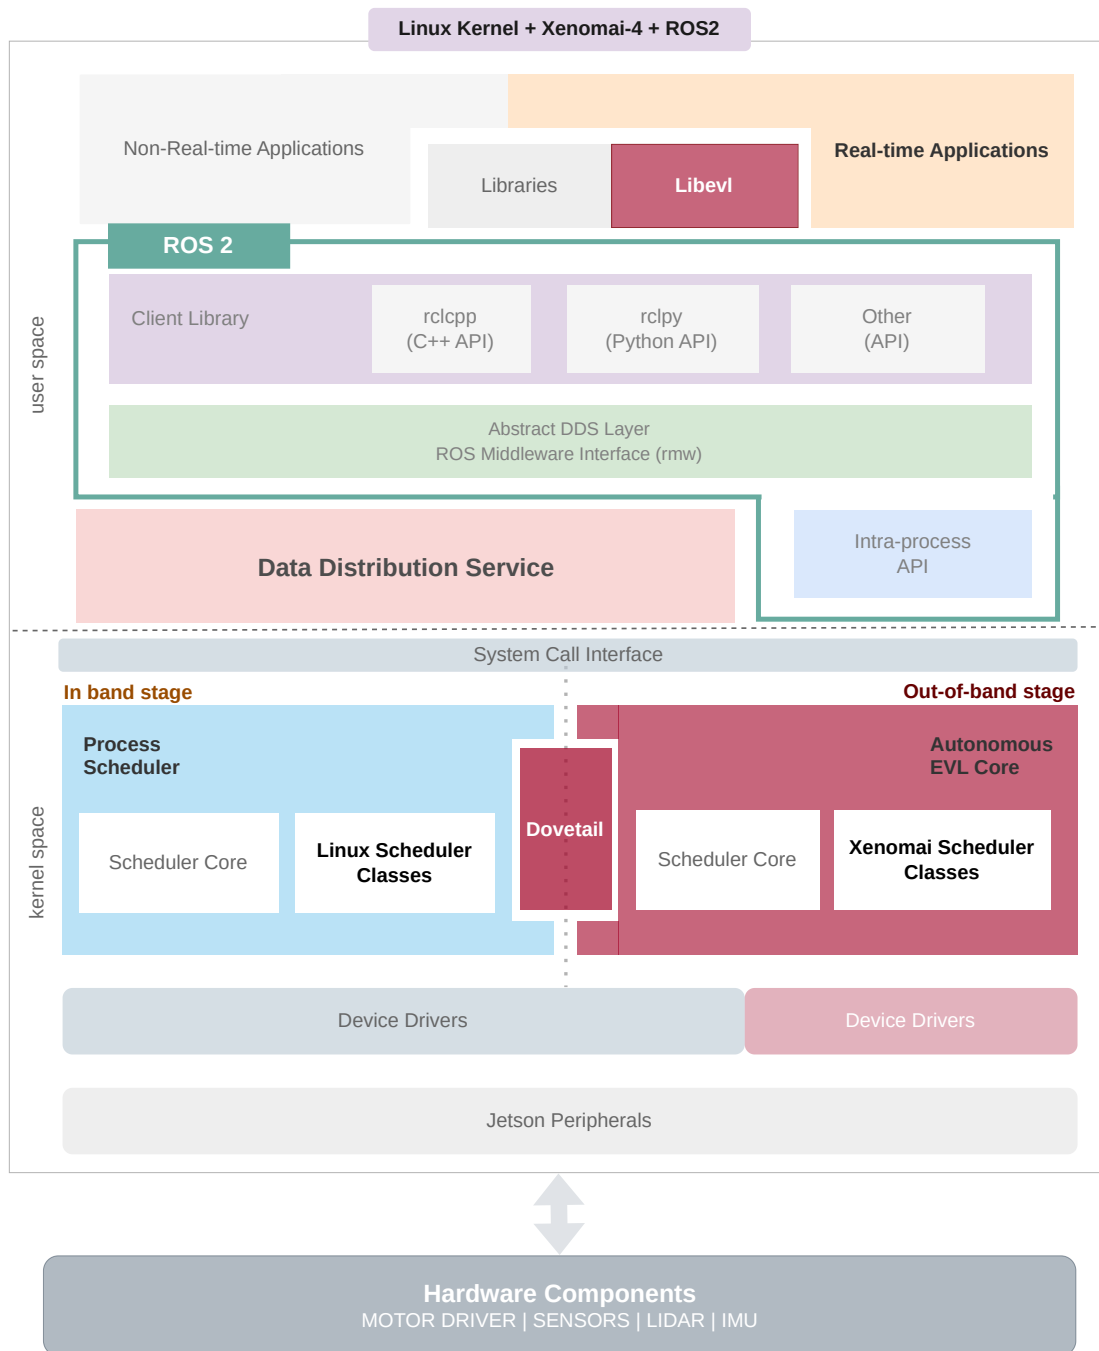 Linux Kernel + Xenomai-4 + ROS2
Non-Real-time Applications
Real-time Applications
Libraries
Libevl
ROS 2
Client Library
rclcpp
(C++ API)
rclpy
(Python API)
Other
(API)
user space
Abstract DDS Layer
ROS Middleware Interface (rmw)
Data Distribution Service
Intra-process
API
System Call Interface
In band stage
Out-of-band stage
Process
Scheduler
Autonomous
EVL Core
Dovetail
Scheduler Core
Linux Scheduler
Classes
Scheduler Core
Xenomai Scheduler
Classes
kernel space
Device Drivers
Device Drivers
Jetson Peripherals
Hardware Components
MOTOR DRIVER | SENSORS | LIDAR | IMU